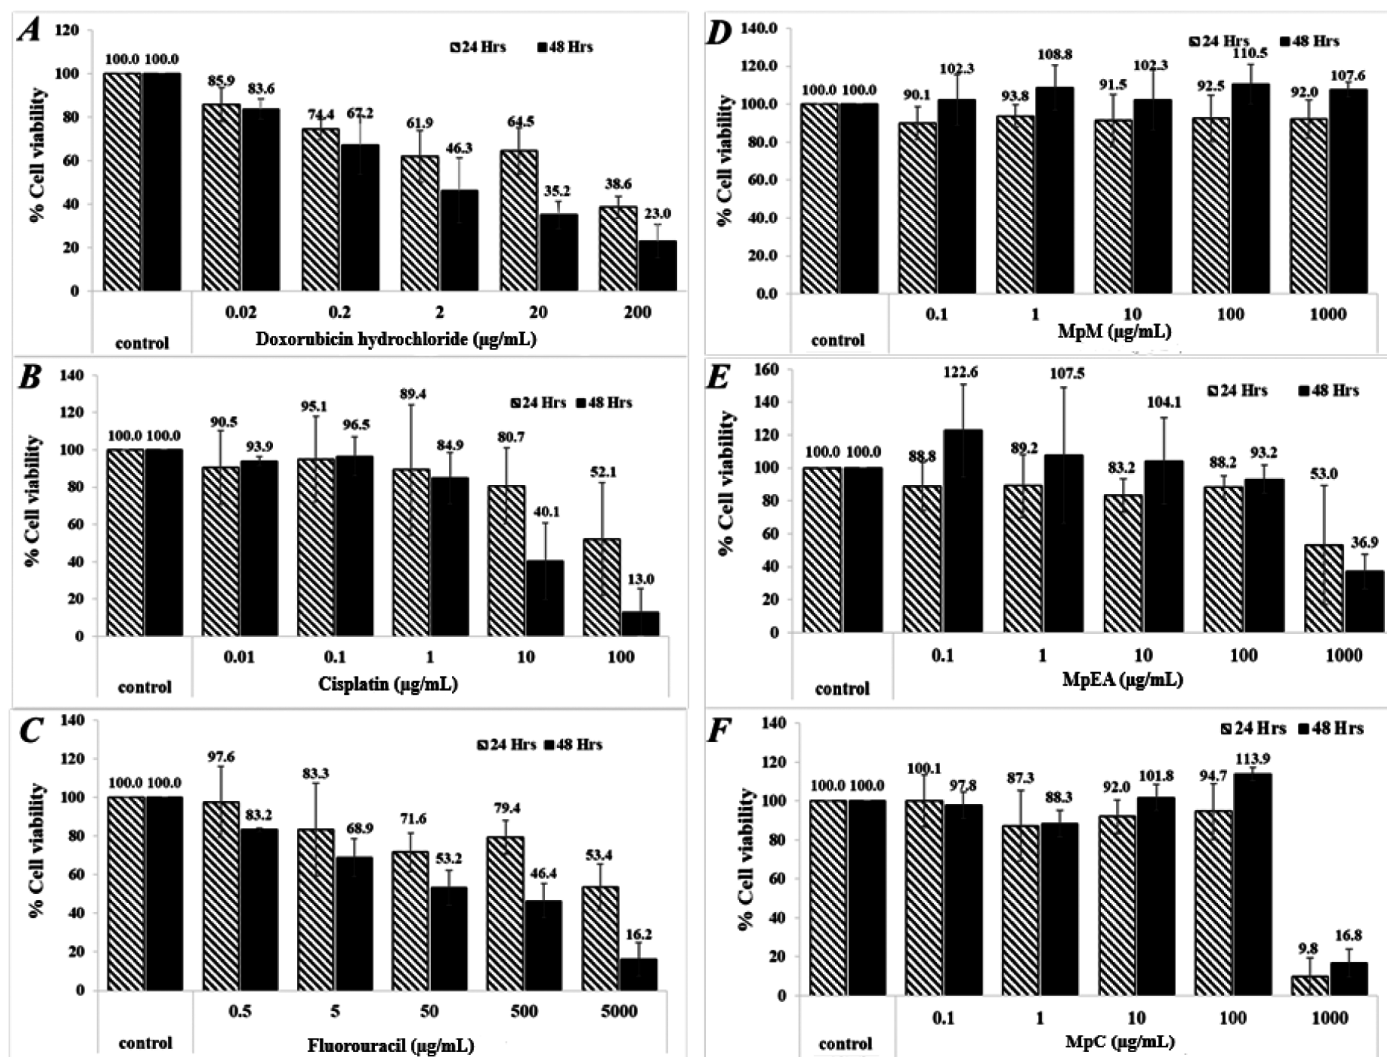 A
120
100
80
60
40
20
0
% Cell viability
24 Hrs 48 Hrs
100.0 100.0
85.9 83.6
74.4 67.2
61.9 46.3
64.5 35.2
38.6 23.0
0.02 0.2 2 20 200
control
Doxorubicin hydrochloride (µg/mL)
B
140
120
100
80
60
40
20
0
% Cell viability
24 Hrs 48 Hrs
100.0 100.0
90.5 93.9
95.1 96.5
89.4 84.9
80.7 40.1
52.1 13.0
0.01 0.1 1 10 100
control
Cisplatin (µg/mL)
C
140
120
100
80
60
40
20
0
% Cell viability
24 Hrs 48 Hrs
100.0 100.0
97.6 83.2
83.3 68.9
71.6 53.2
79.4 46.4
53.4 16.2
0.5 5 50 500 5000
control
Fluorouracil (µg/mL)
D
140.0
120.0
100.0
80.0
60.0
40.0
20.0
0.0
% Cell viability
24 Hrs 48 Hrs
100.0 100.0
90.1 102.3
93.8 108.8
91.5 102.3
92.5 110.5
92.0 107.6
0.1 1 10 100 1000
control
MpM (µg/mL)
E
160
140
120
100
80
60
40
20
0
% Cell viability
24 Hrs 48 Hrs
100.0 100.0
88.8 122.6
89.2 107.5
83.2 104.1
88.2 93.2
53.0 36.9
0.1 1 10 100 1000
control
MpEA (µg/mL)
F
140
120
100
80
60
40
20
0
% Cell viability
24 Hrs 48 Hrs
100.0 100.0
100.1 97.8
87.3 88.3
92.0 101.8
94.7 113.9
9.8 16.8
0.1 1 10 100 1000
control
MpC (µg/mL)